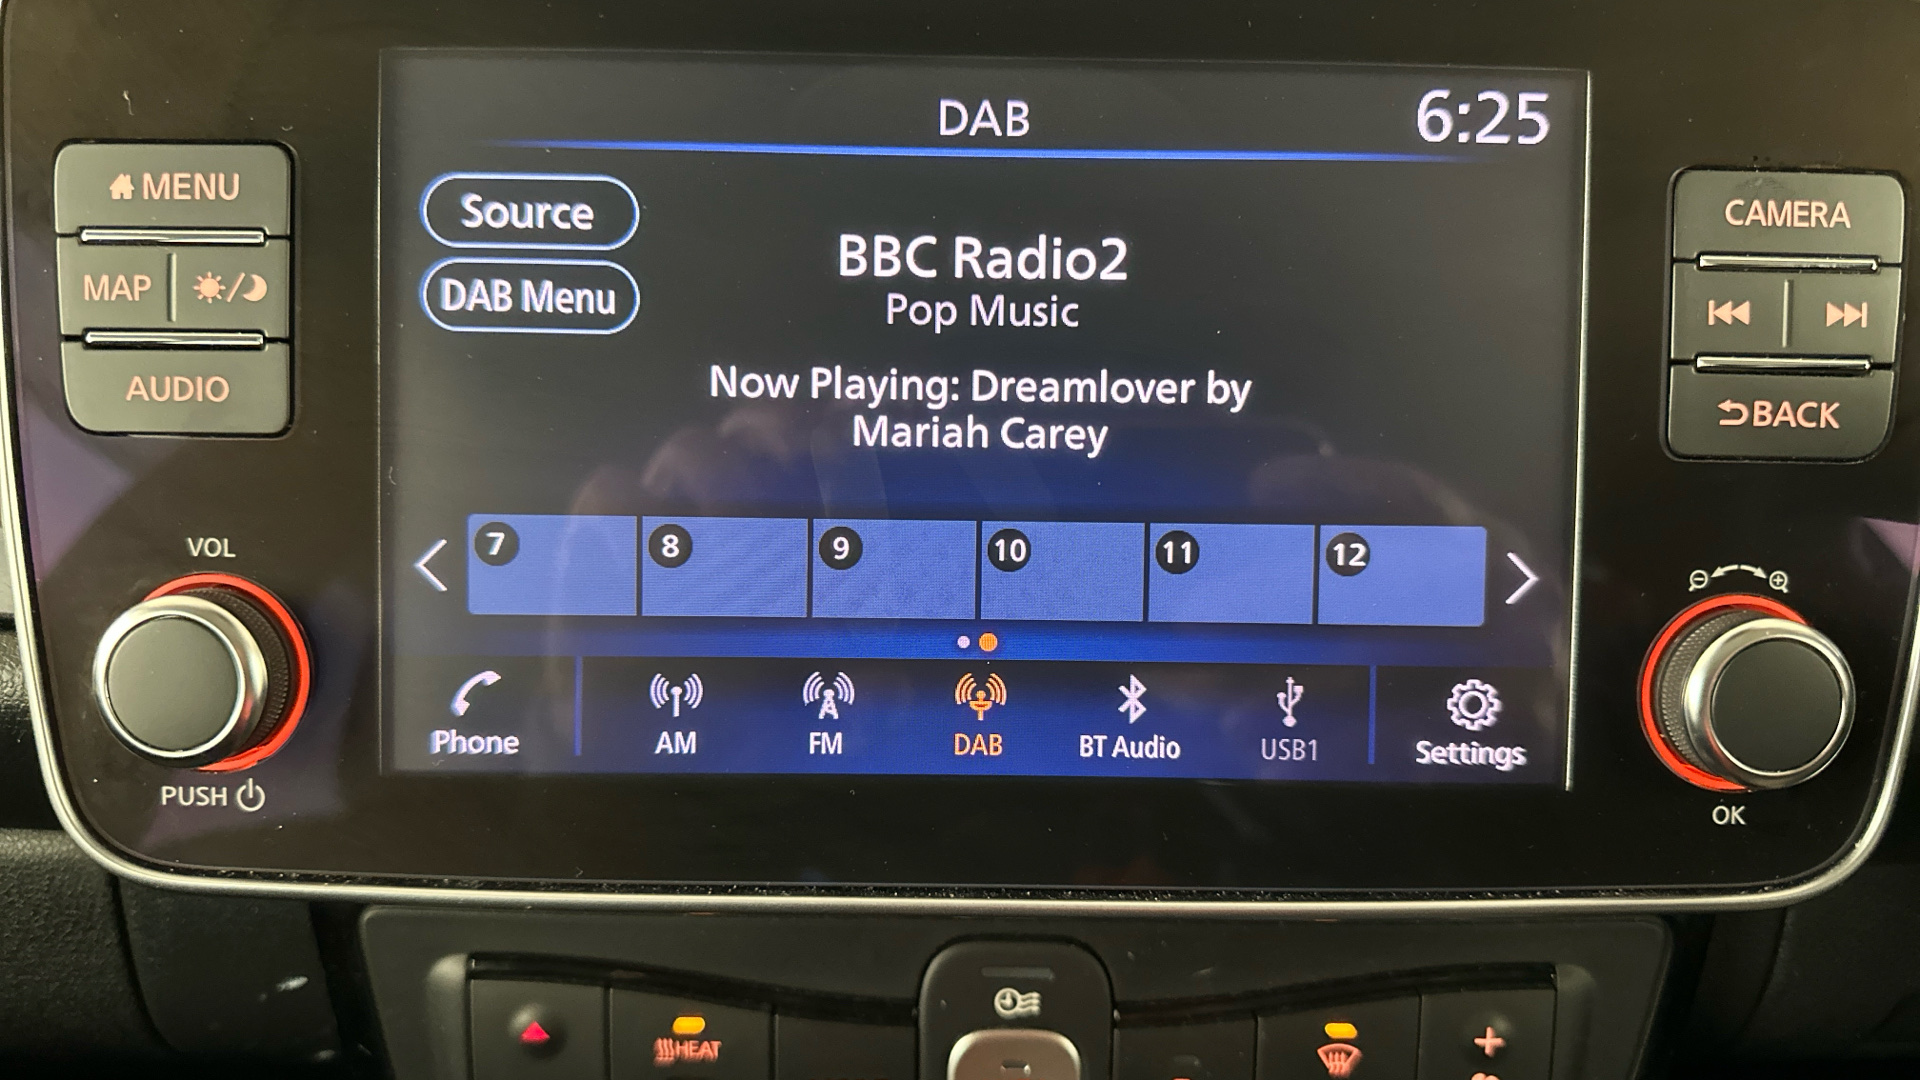 DAB
6:25
MENU
MAP
AUDIO
VOL
PUSH
Source
DAB Menu
BBC Radio2
Pop Music
Now Playing: Dreamlover by
Mariah Carey
7 8 9 10 11 12
Phone AM FM DAB BT Audio USB1 Settings
CAMERA
BACK
OK
HEAT